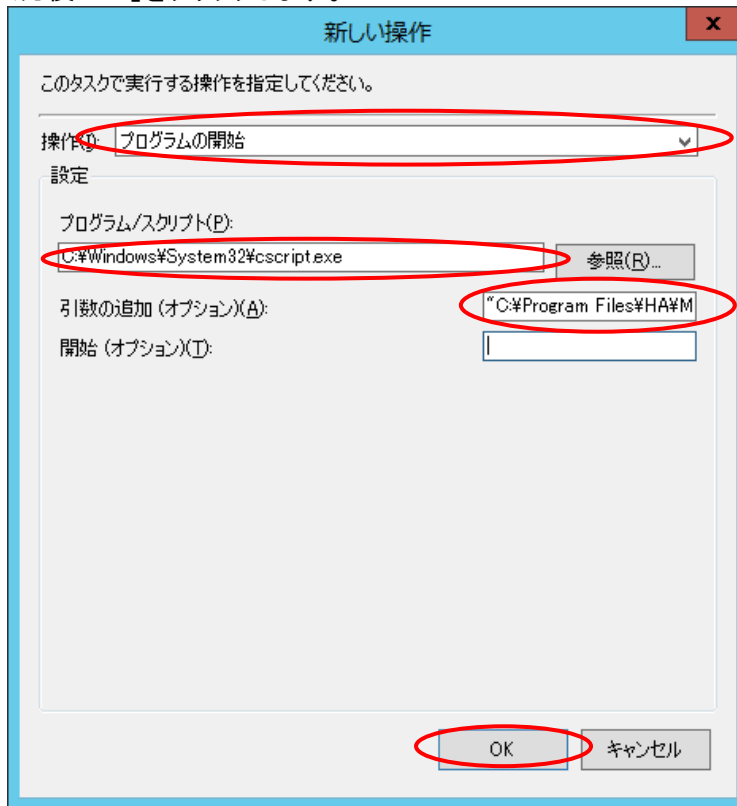 新しい操作
x
このタスクで実行する操作を指定してください。
操作(I): プログラムの開始
設定
プログラム/スクリプト(P):
C:¥Windows¥System32¥cscript.exe 参照(R)...
引数の追加 (オプション)(A): "C:¥Program Files¥HA¥M
開始 (オプション)(T):
OK キャンセル